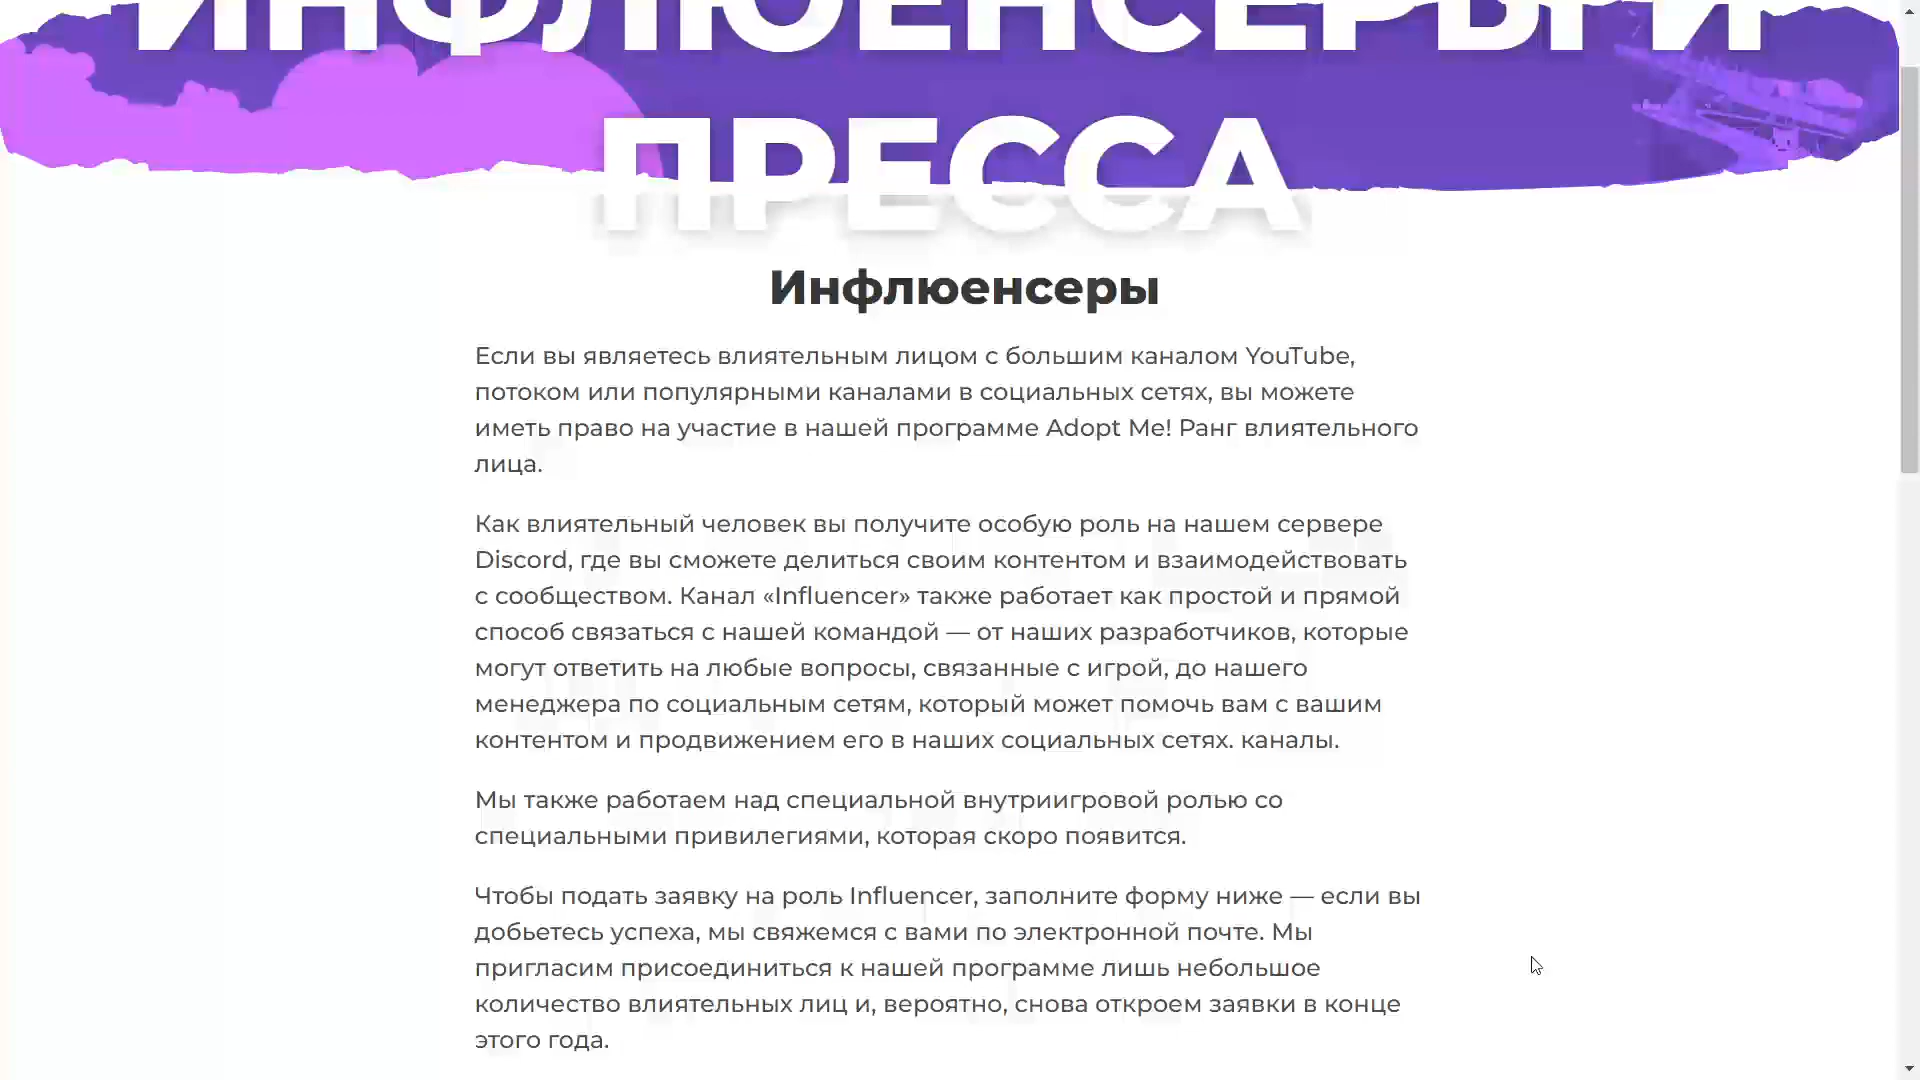 ИНФЛЮЕНСЕРЫ И
ПРЕССА
Инфлюенсеры
Если вы являетесь влиятельным лицом с большим каналом YouTube,
потоком или популярными каналами в социальных сетях, вы можете
иметь право на участие в нашей программе Adopt Me! Ранг влиятельного
лица.
Как влиятельный человек вы получите особую роль на нашем сервере
Discord, где вы сможете делиться своим контентом и взаимодействовать
с сообществом. Канал «Influencer» также работает как простой и прямой
способ связаться с нашей командой — от наших разработчиков, которые
могут ответить на любые вопросы, связанные с игрой, до нашего
менеджера по социальным сетям, который может помочь вам с вашим
контентом и продвижением его в наших социальных сетях. каналы.
Мы также работаем над специальной внутриигровой ролью со
специальными привилегиями, которая скоро появится.
Чтобы подать заявку на роль Influencer, заполните форму ниже — если вы
добьетесь успеха, мы свяжемся с вами по электронной почте. Мы
пригласим присоединиться к нашей программе лишь небольшое
количество влиятельных лиц и, вероятно, снова откроем заявки в конце
этого года.